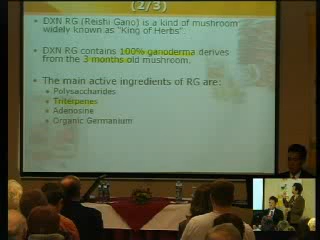 (2/3)
DXN RG (Reishi Gano) is a kind of mushroom
widely known as "King of Herbs".
DXN RG contains 100% ganoderma derives
from the 3 months old mushroom.
The main active ingredients of RG are:
Polysaccharides
Triterpenes
Adenosine
Organic Germanium